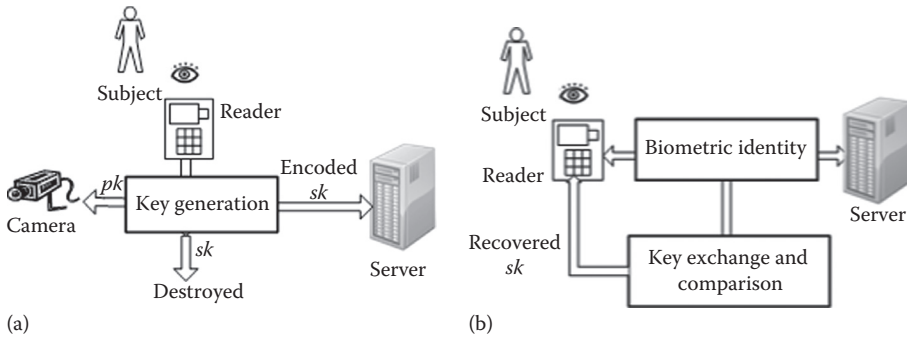 Subject
Reader
Camera
pk
Key generation
Encoded
sk
Server
sk
Destroyed
(a)
Subject
Reader
Biometric identity
Server
Recovered
sk
Key exchange and
comparison
(b)